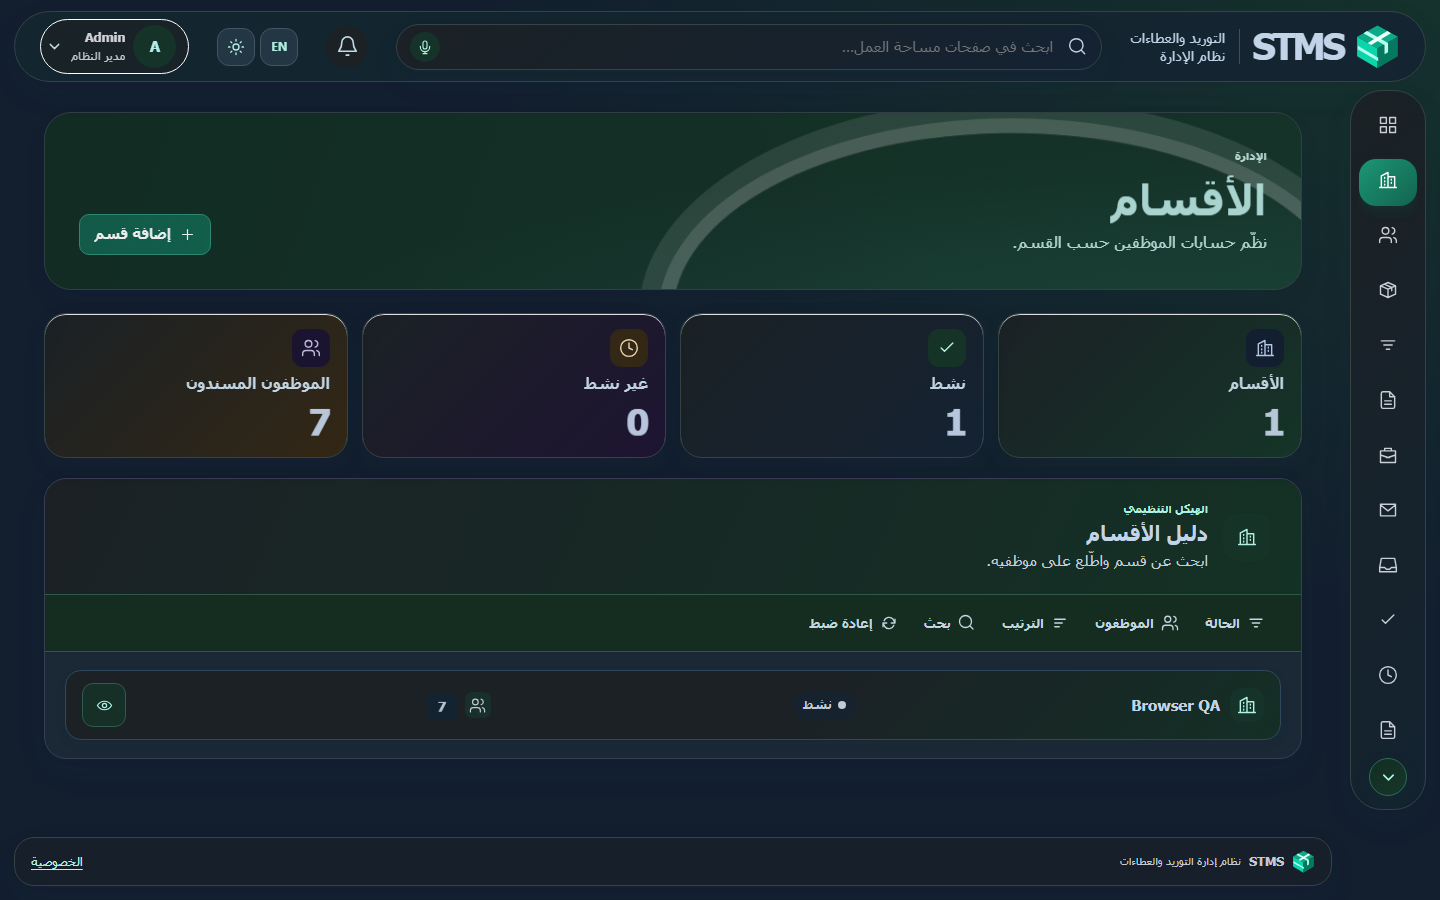 STMS
التوريد والعطاءات
نظام الإدارة
ابحث في صفحات مساحة العمل...
EN
A
Admin
مدير النظام
الإدارة
الأقسام
نظّم حسابات الموظفين حسب القسم.
إضافة قسم
الأقسام
1
نشط
1
غير نشط
0
الموظفون المسندون
7
الهيكل التنظيمي
دليل الأقسام
ابحث عن قسم واطّلع على موظفيه.
الحالة
الموظفون
الترتيب
بحث
إعادة ضبط
Browser QA
نشط
7
STMS نظام إدارة التوريد والعطاءات
الخصوصية